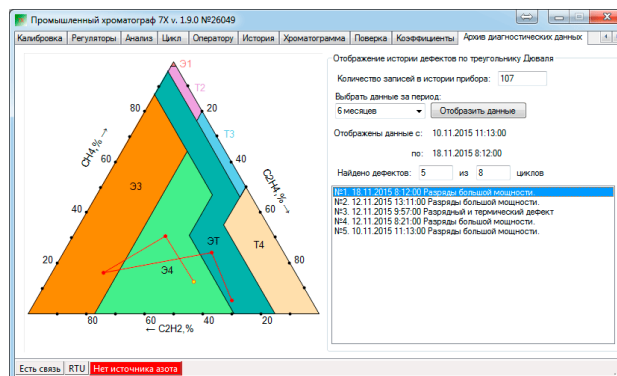 Промышленный хроматограф 7X v. 1.9.0 №26049
Калибровка Регуляторы Анализ Цикл Оператору История Хроматограмма Поверка Коэффициенты Архив диагностических данных
Э1
T2
80
20
T3
CH4,% →
60
40
C2H4,% →
Э3
40
60
ЭТ
T4
20
Э4
80
80 60 40 20
← C2H2,%
Отображение истории дефектов по треугольнику Дюваля
Количество записей в истории прибора: 107
Выбрать данные за период:
6 месяцев Отобразить данные
Отображены данные с: 10.11.2015 11:13:00
по: 18.11.2015 8:12:00
Найдено дефектов: 5 из 8 циклов
№1. 18.11.2015 8:12:00 Разряды большой мощности.
№2. 12.11.2015 13:11:00 Разряды большой мощности.
№3. 12.11.2015 9:57:00 Разрядный и термический дефект
№4. 12.11.2015 8:21:00 Разряды большой мощности.
№5. 10.11.2015 11:13:00 Разряды большой мощности.
Есть связь RTU Нет источника азота